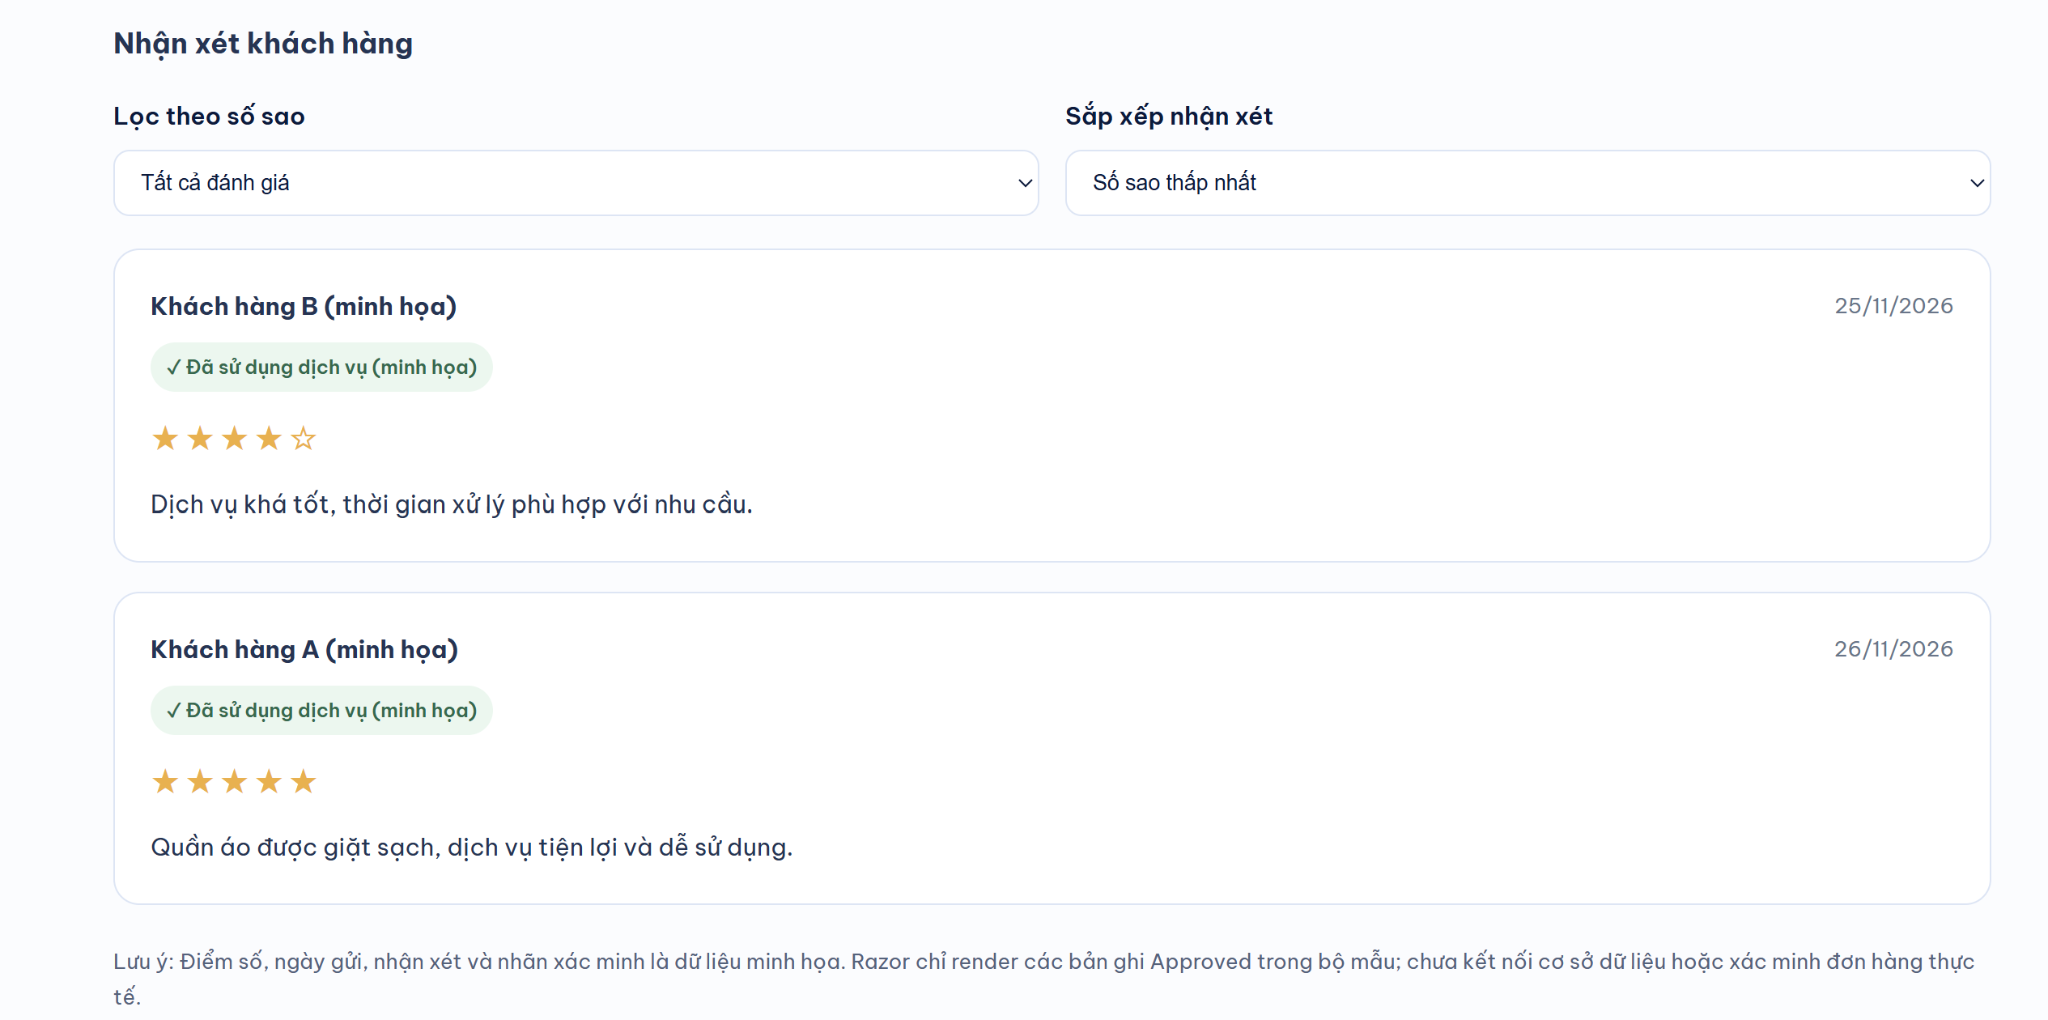 Nhận xét khách hàng
Lọc theo số sao
Sắp xếp nhận xét
Tất cả đánh giá
Số sao thấp nhất
Khách hàng B (minh họa)
25/11/2026
✓ Đã sử dụng dịch vụ (minh họa)
★★★★☆
Dịch vụ khá tốt, thời gian xử lý phù hợp với nhu cầu.
Khách hàng A (minh họa)
26/11/2026
✓ Đã sử dụng dịch vụ (minh họa)
★★★★★
Quần áo được giặt sạch, dịch vụ tiện lợi và dễ sử dụng.
Lưu ý: Điểm số, ngày gửi, nhận xét và nhãn xác minh là dữ liệu minh họa. Razor chỉ render các bản ghi Approved trong bộ mẫu; chưa kết nối cơ sở dữ liệu hoặc xác minh đơn hàng thực
tế.